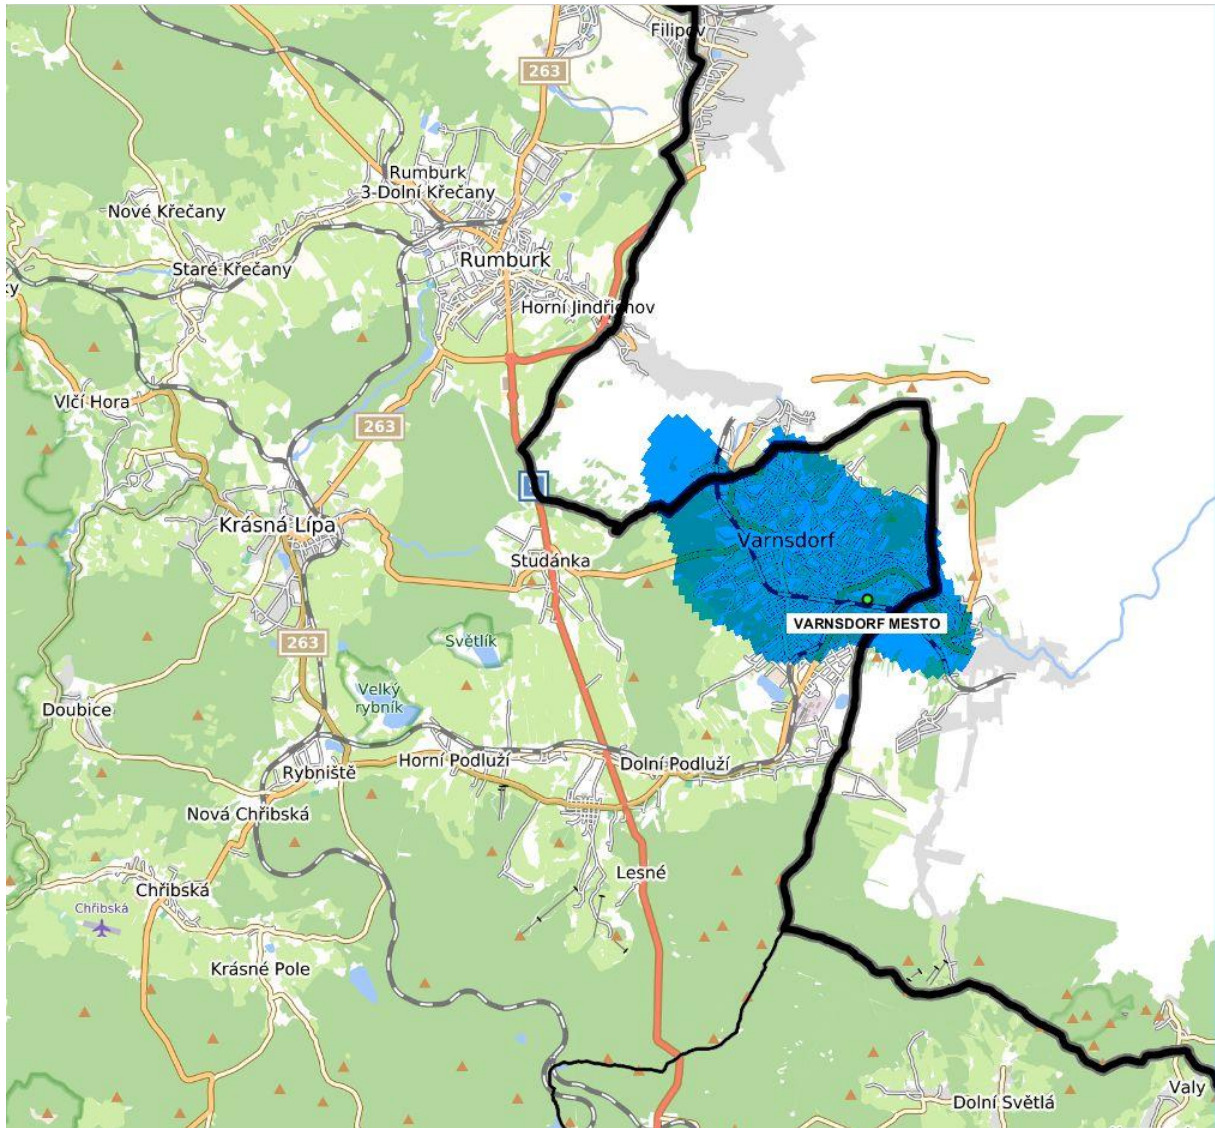 Filipov
263
Rumburk
3-Dolní Křečany
Nové Křečany
Staré Křečany
Rumburk
ky
Horní Jindřichov
Vlčí Hora
263
Krásná Lípa
Studánka
Varnsdorf
VARNSDORF MESTO
263
Světlík
Velký
rybník
Doubice
Rybniště
Horní Podluží
Dolní Podluží
Nová Chřibská
Lesné
Chřibská
Chřibská
Krásné Pole
Valy
Dolní Světlá